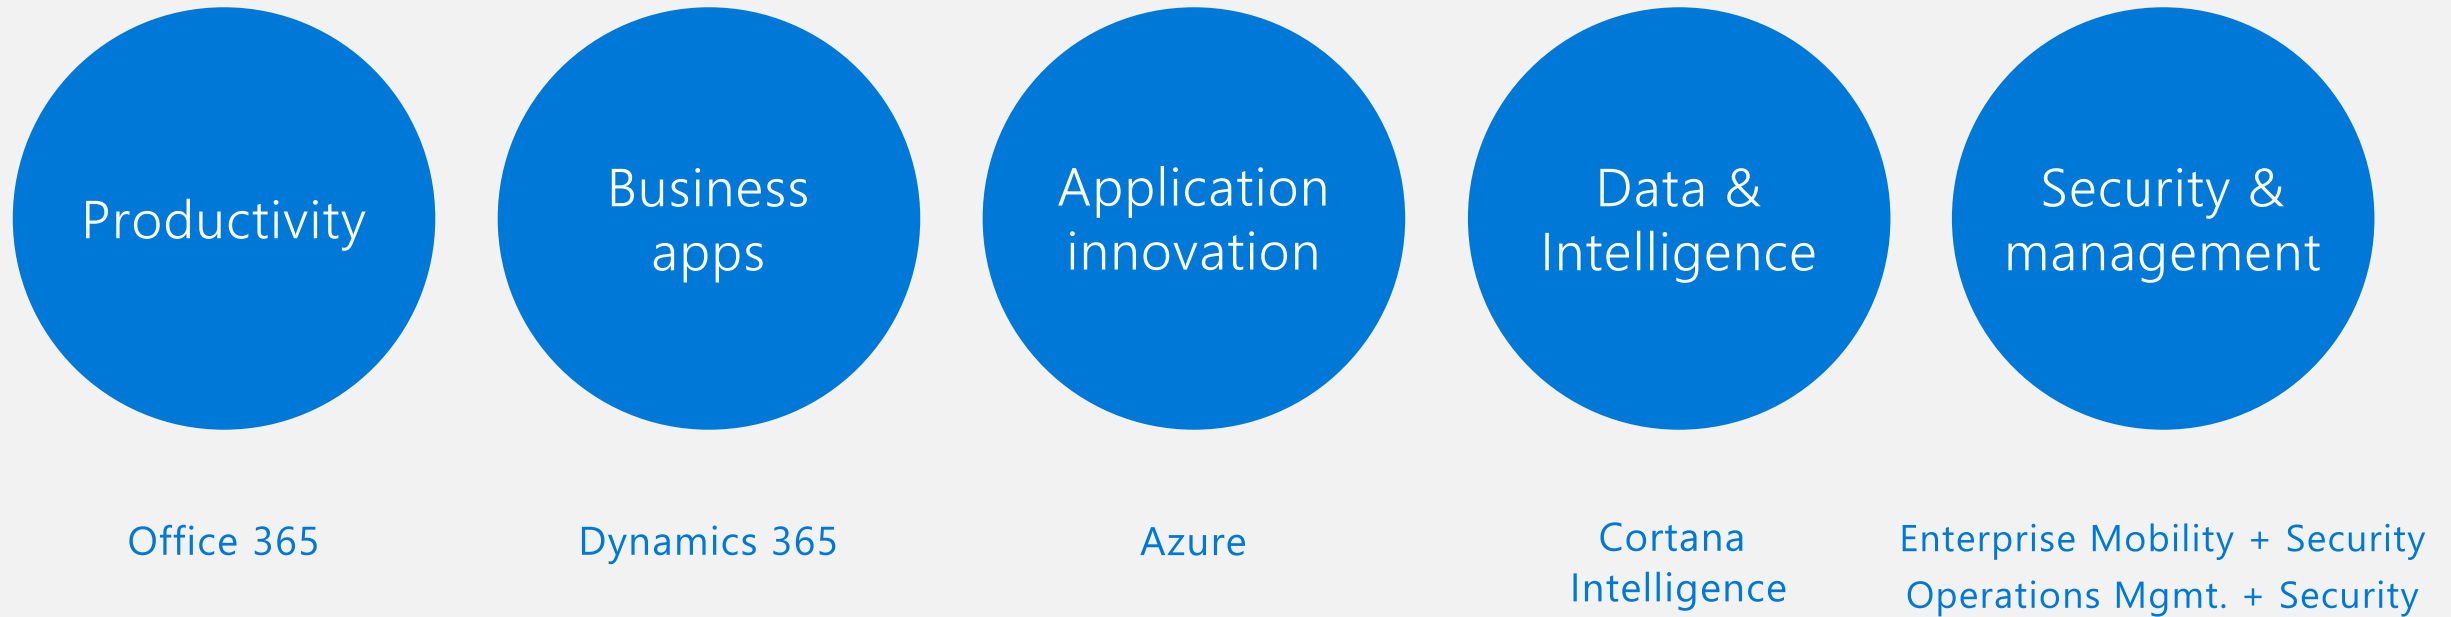 Productivity
Business
apps
Application
innovation
Data &
Intelligence
Security &
management
Office 365
Dynamics 365
Azure
Cortana
Intelligence
Enterprise Mobility + Security
Operations Mgmt. + Security